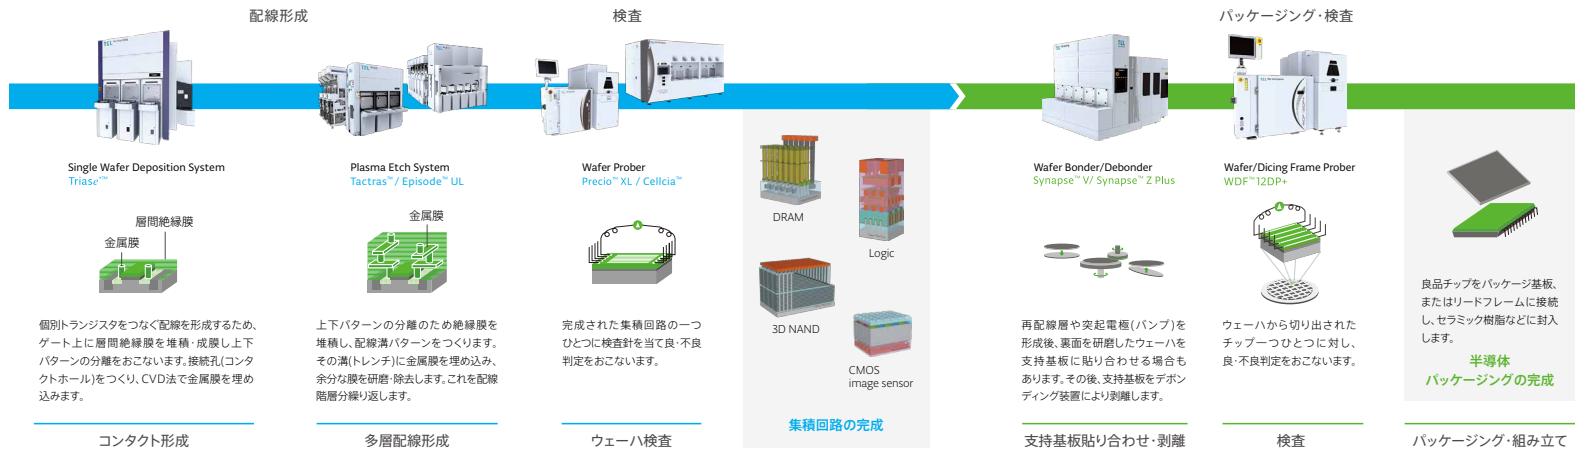 配線形成
検査
パッケージング・検査
Single Wafer Deposition System
Triase⁺™
Plasma Etch System
Tactras™ / Episode™ UL
Wafer Prober
Precio™ XL / Cellcia™
Wafer Bonder/Debonder
Synapse™ V/ Synapse™ Z Plus
Wafer/Dicing Frame Prober
WDF™ 12DP+
層間絶縁膜
金属膜
金属膜
DRAM
Logic
3D NAND
CMOS
image sensor
個別トランジスタをつなぐ配線を形成するため、
ゲート上に層間絶縁膜を堆積・成膜し上下
パターンの分離をおこないます。接続孔(コンタ
クトホール)をつくり、CVD法で金属膜を埋め
込みます。
コンタクト形成
上下パターンの分離のため絶縁膜を
堆積し、配線溝パターンをつくります。
その溝(トレンチ)に金属膜を埋め込み、
余分な膜を研磨・除去します。これを配線
階層分繰り返します。
多層配線形成
完成された集積回路の一つ
ひとつに検査針を当て良・不良
判定をおこないます。
ウェーハ検査
集積回路の完成
再配線層や突起電極(バンプ)を
形成後、裏面を研磨したウェーハを
支持基板に貼り合わせる場合も
あります。その後、支持基板をデボン
ディング装置により剥離します。
支持基板貼り合わせ・剥離
ウェーハから切り出された
チップ一つひとつに対し、
良・不良判定をおこないます。
検査
良品チップをパッケージ基板、
またはリードフレームに接続
し、セラミック樹脂などに封入
します。
半導体
パッケージングの完成
パッケージング・組み立て